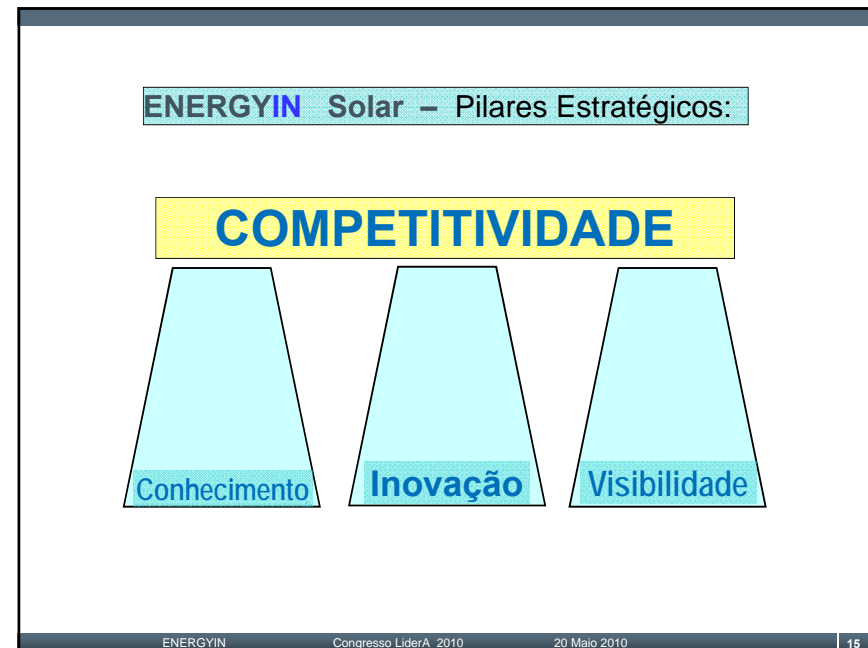 ENERGYIN Solar – Pilares Estratégicos:
COMPETITIVIDADE
Conhecimento Inovação Visibilidade
ENERGYIN Congresso LiderA 2010 20 Maio 2010 15